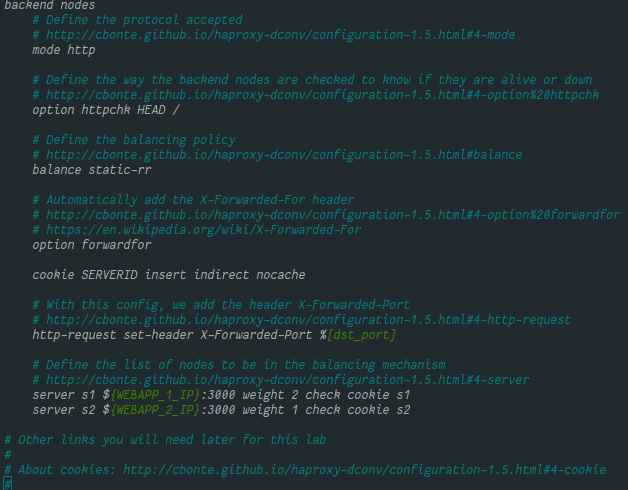 backend nodes
# Define the protocol accepted
# http://cbonte.github.io/haproxy-dconv/configuration-1.5.html#4-mode
mode http
# Define the way the backend nodes are checked to know if they are alive or down
# http://cbonte.github.io/haproxy-dconv/configuration-1.5.html#4-option%20httpchk
option httpchk HEAD /
# Define the balancing policy
# http://cbonte.github.io/haproxy-dconv/configuration-1.5.html#balance
balance static-rr
# Automatically add the X-Forwarded-For header
# http://cbonte.github.io/haproxy-dconv/configuration-1.5.html#4-option%20forwardfor
# https://en.wikipedia.org/wiki/X-Forwarded-For
option forwardfor
cookie SERVERID insert indirect nocache
# With this config, we add the header X-Forwarded-Port
# http://cbonte.github.io/haproxy-dconv/configuration-1.5.html#4-http-request
http-request set-header X-Forwarded-Port %[dst_port]
# Define the list of nodes to be in the balancing mechanism
# http://cbonte.github.io/haproxy-dconv/configuration-1.5.html#4-server
server s1 ${WEBAPP_1_IP}:3000 weight 2 check cookie s1
server s2 ${WEBAPP_2_IP}:3000 weight 1 check cookie s2
# Other links you will need later for this lab
#
# About cookies: http://cbonte.github.io/haproxy-dconv/configuration-1.5.html#4-cookie
#